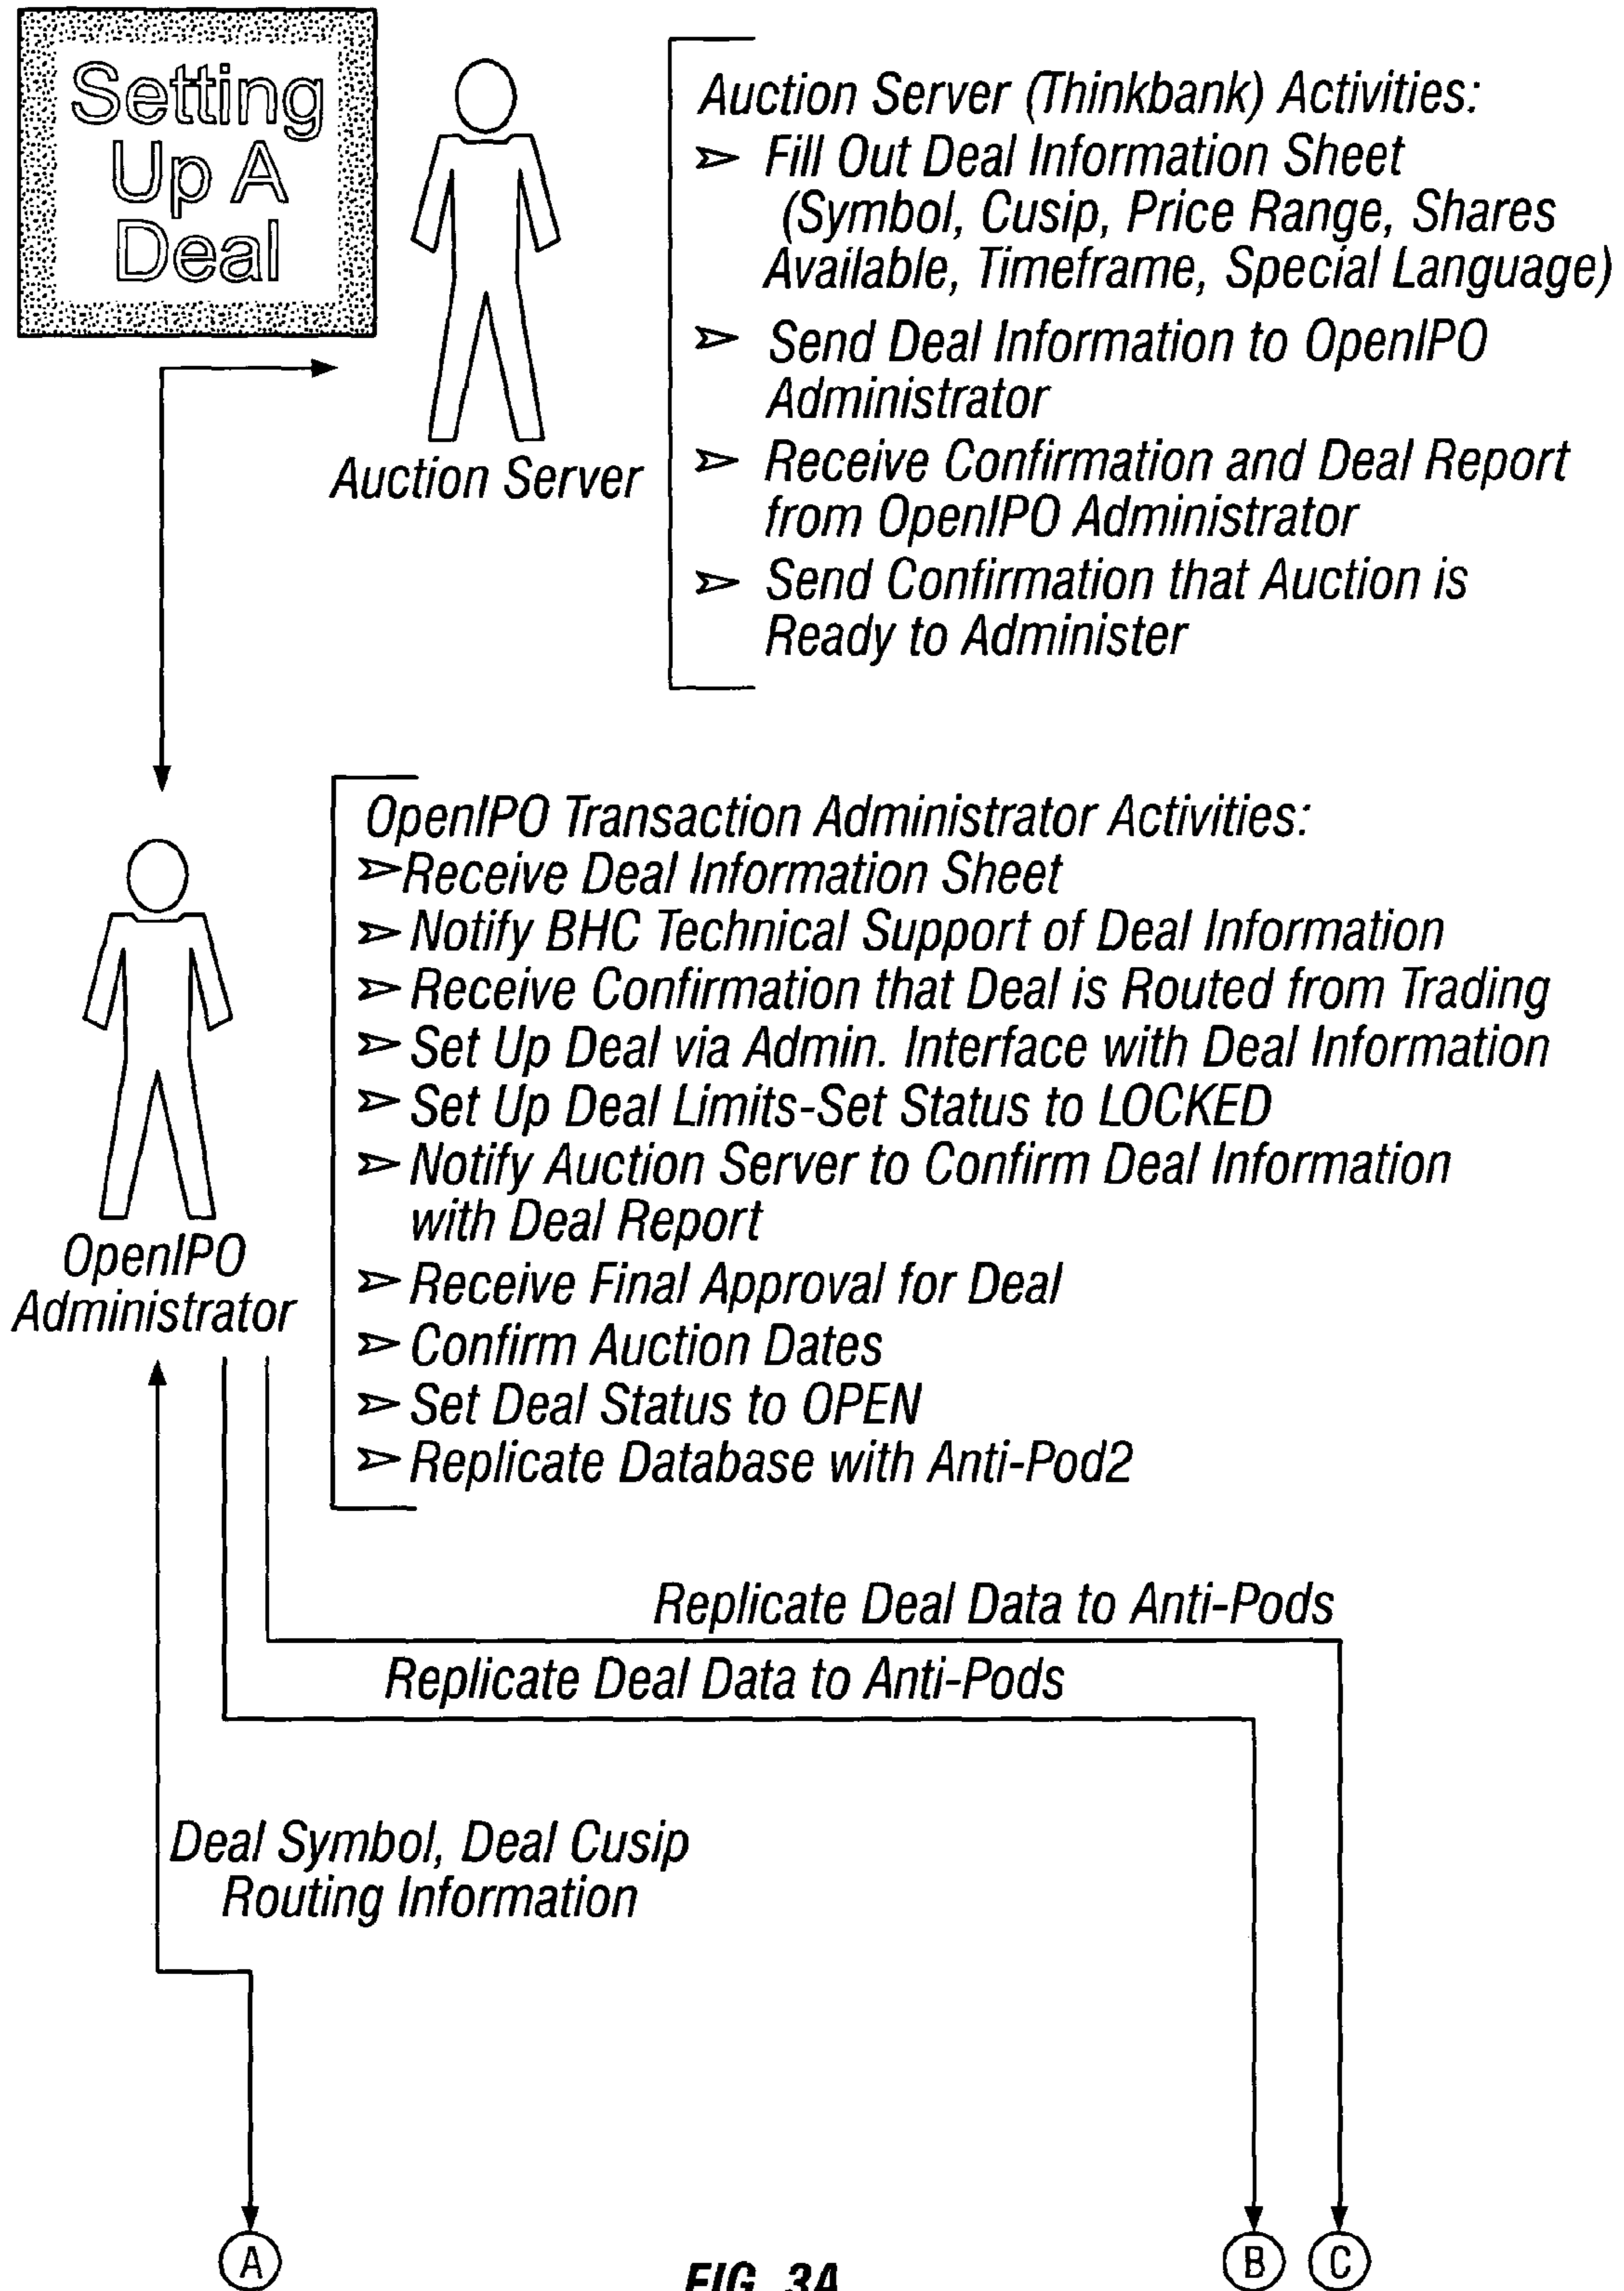 Setting
Up A
Deal
Auction Server
Auction Server (Thinkbank) Activities:
➢ Fill Out Deal Information Sheet
(Symbol, Cusip, Price Range, Shares
Available, Timeframe, Special Language)
➢ Send Deal Information to OpenIPO
Administrator
➢ Receive Confirmation and Deal Report
from OpenIPO Administrator
➢ Send Confirmation that Auction is
Ready to Administer
OpenIPO
Administrator
OpenIPO Transaction Administrator Activities:
➢Receive Deal Information Sheet
➢ Notify BHC Technical Support of Deal Information
➢ Receive Confirmation that Deal is Routed from Trading
➢ Set Up Deal via Admin. Interface with Deal Information
➢ Set Up Deal Limits-Set Status to LOCKED
➢ Notify Auction Server to Confirm Deal Information
with Deal Report
➢ Receive Final Approval for Deal
➢ Confirm Auction Dates
➢ Set Deal Status to OPEN
➢ Replicate Database with Anti-Pod2
Replicate Deal Data to Anti-Pods
Replicate Deal Data to Anti-Pods
Deal Symbol, Deal Cusip
Routing Information
A
B
C
FIG. 3A